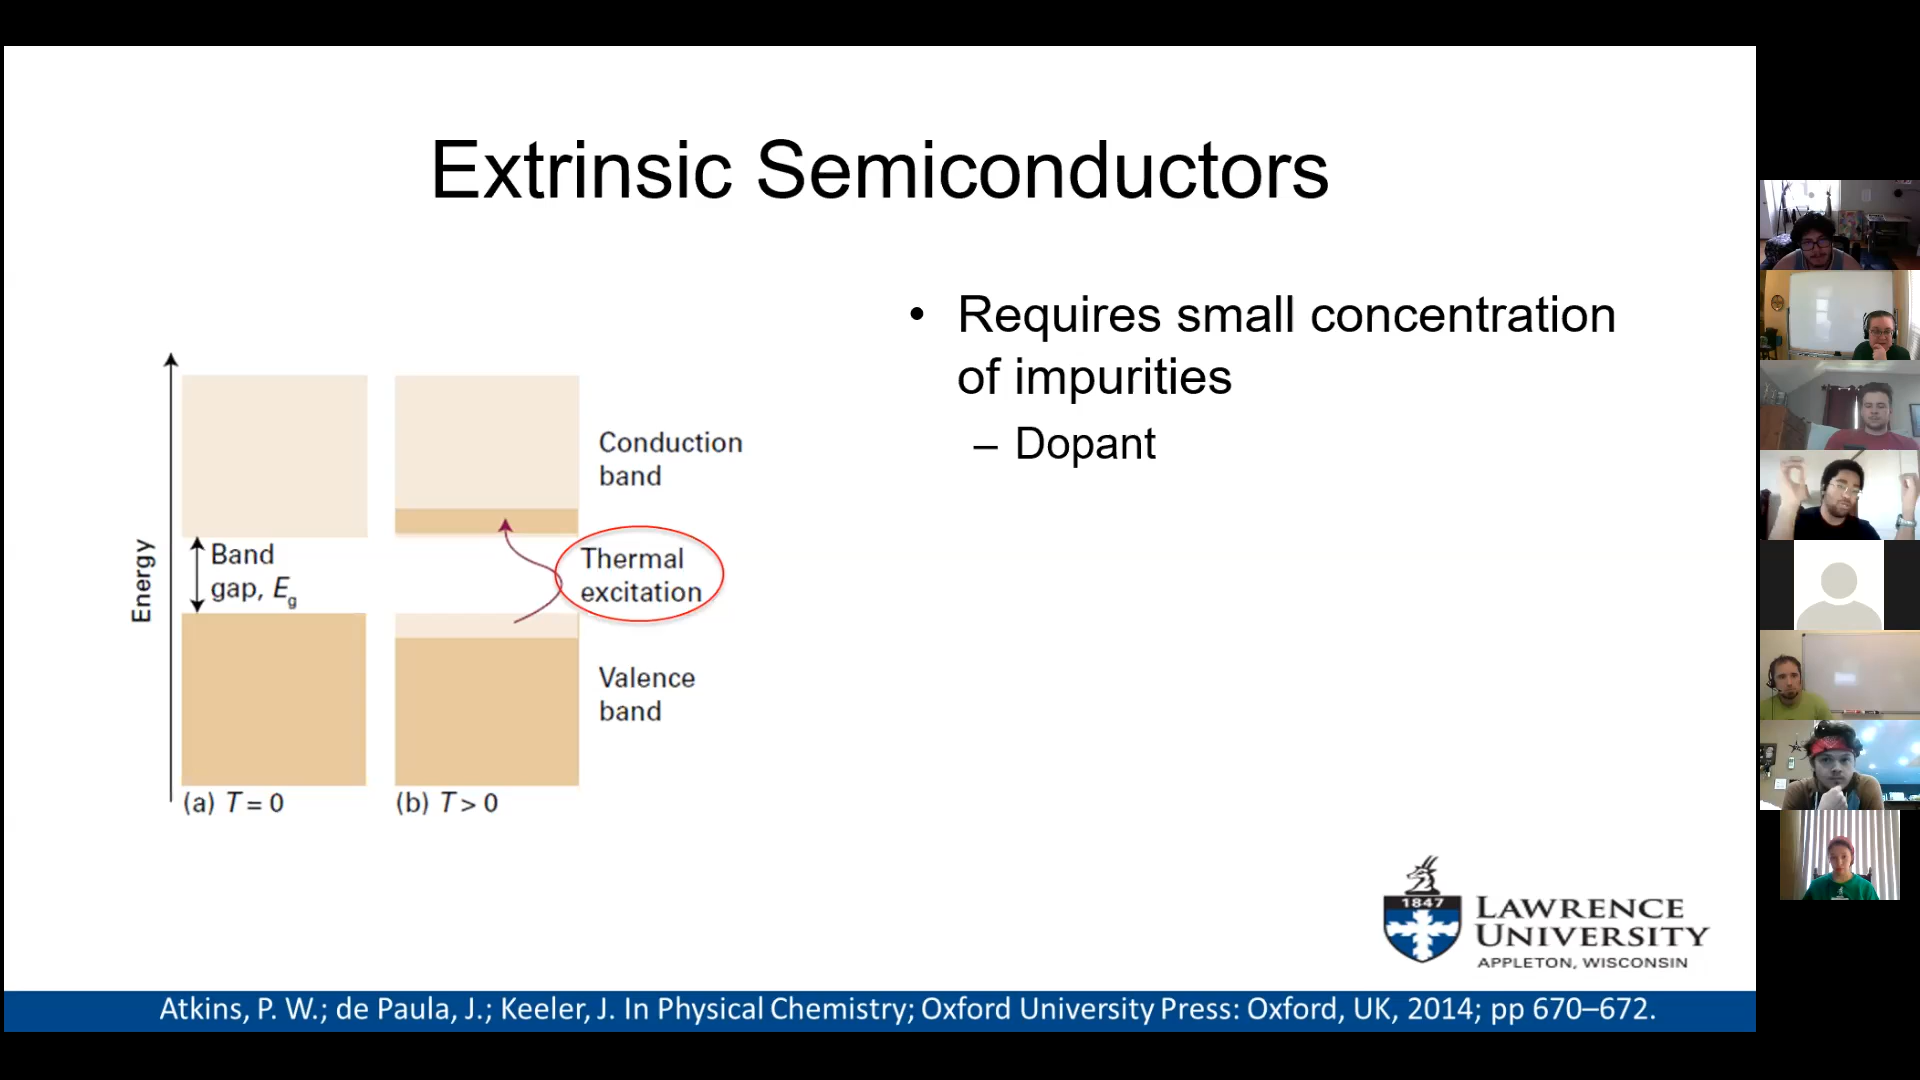 Extrinsic Semiconductors
• Requires small concentration
of impurities
– Dopant
Energy
Conduction
band
Band
gap, Eg
Thermal
excitation
Valence
band
(a) T = 0
(b) T > 0
1847
LAWRENCE
UNIVERSITY
APPLETON, WISCONSIN
Atkins, P. W.; de Paula, J.; Keeler, J. In Physical Chemistry; Oxford University Press: Oxford, UK, 2014; pp 670–672.